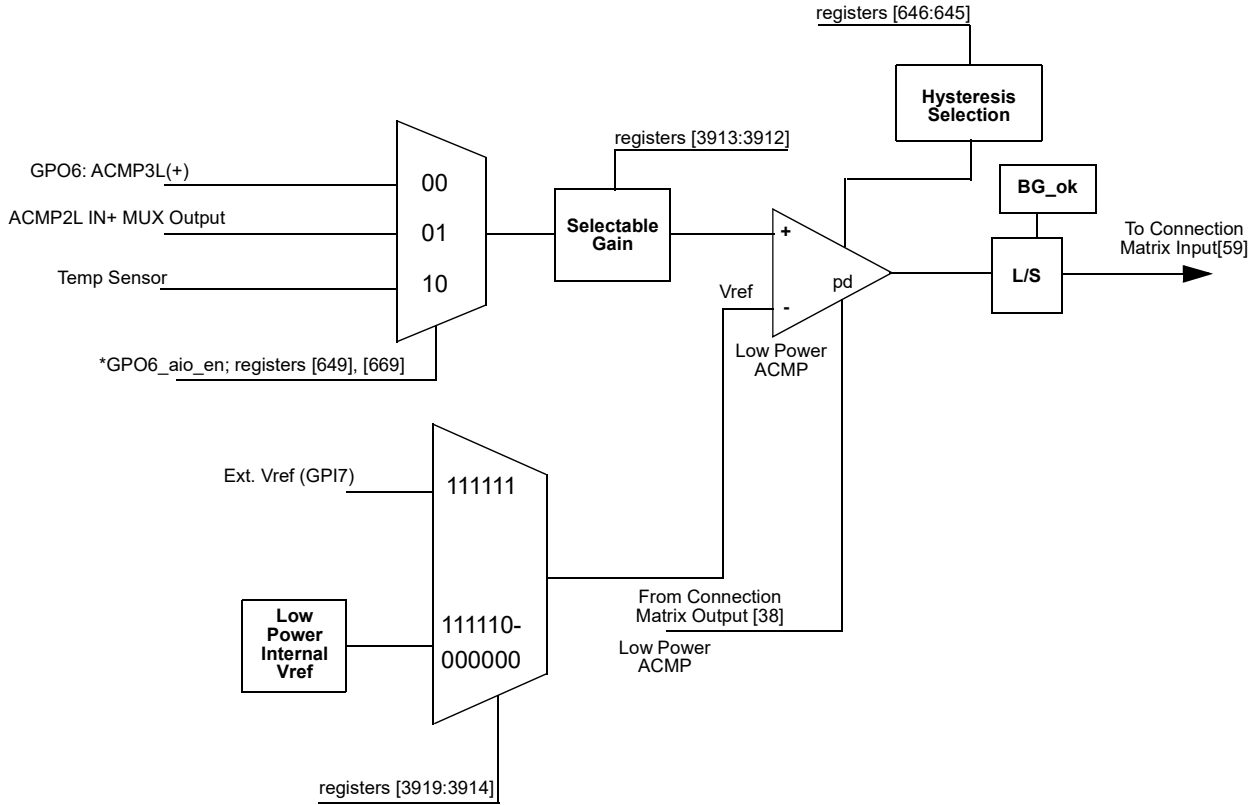 registers [646:645]
Hysteresis
Selection
registers [3913:3912]
GPO6: ACMP3L(+)
00
BG_ok
ACMP2L IN+ MUX Output
01
Selectable
Gain
+
To Connection
Matrix Input[59]
Temp Sensor
10
L/S
pd
Vref
-
Low Power
ACMP
*GPO6_aio_en; registers [649], [669]
Ext. Vref (GPI7)
111111
From Connection
Matrix Output [38]
Low Power
ACMP
Low
Power
Internal
Vref
111110-
000000
registers [3919:3914]